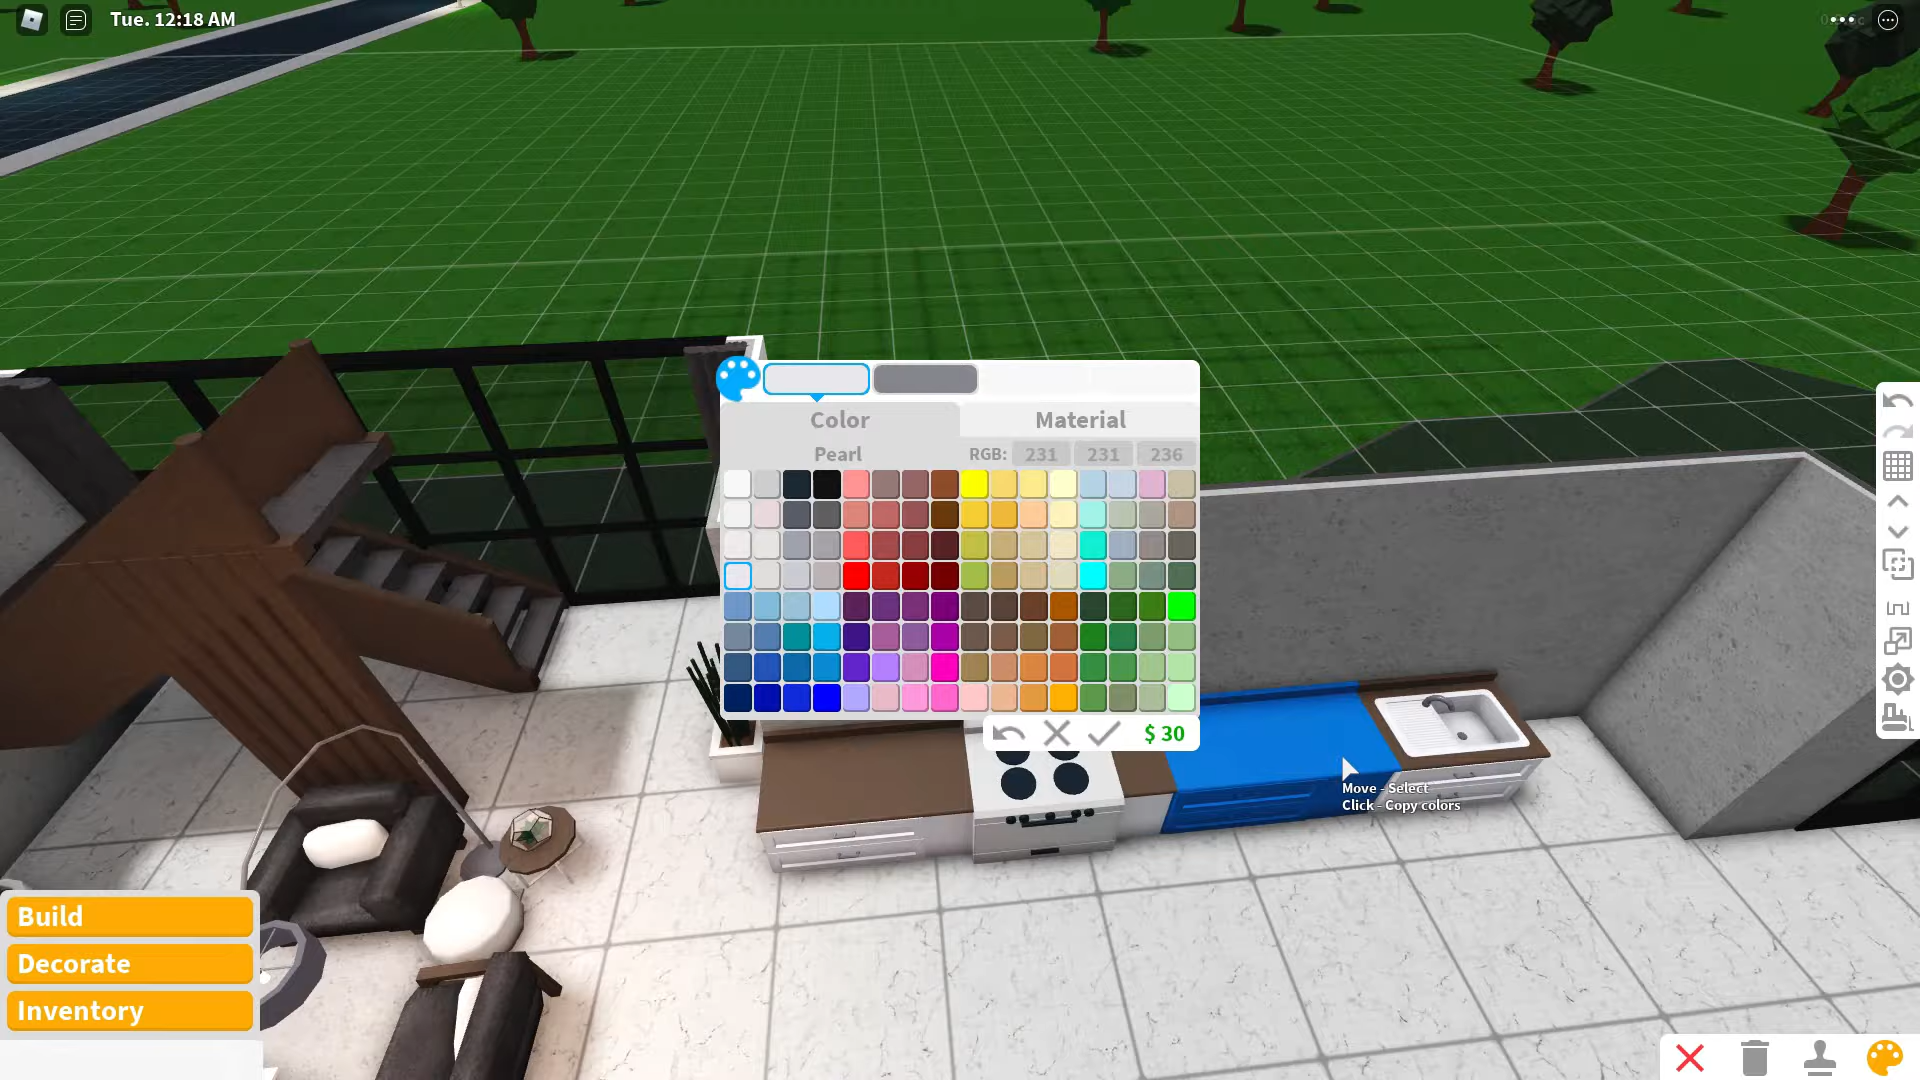 Tue. 12:18 AM
Color
Material
Pearl
RGB: 231 231 236
$ 30
Move - Select
Click - Copy colors
Build
Decorate
Inventory